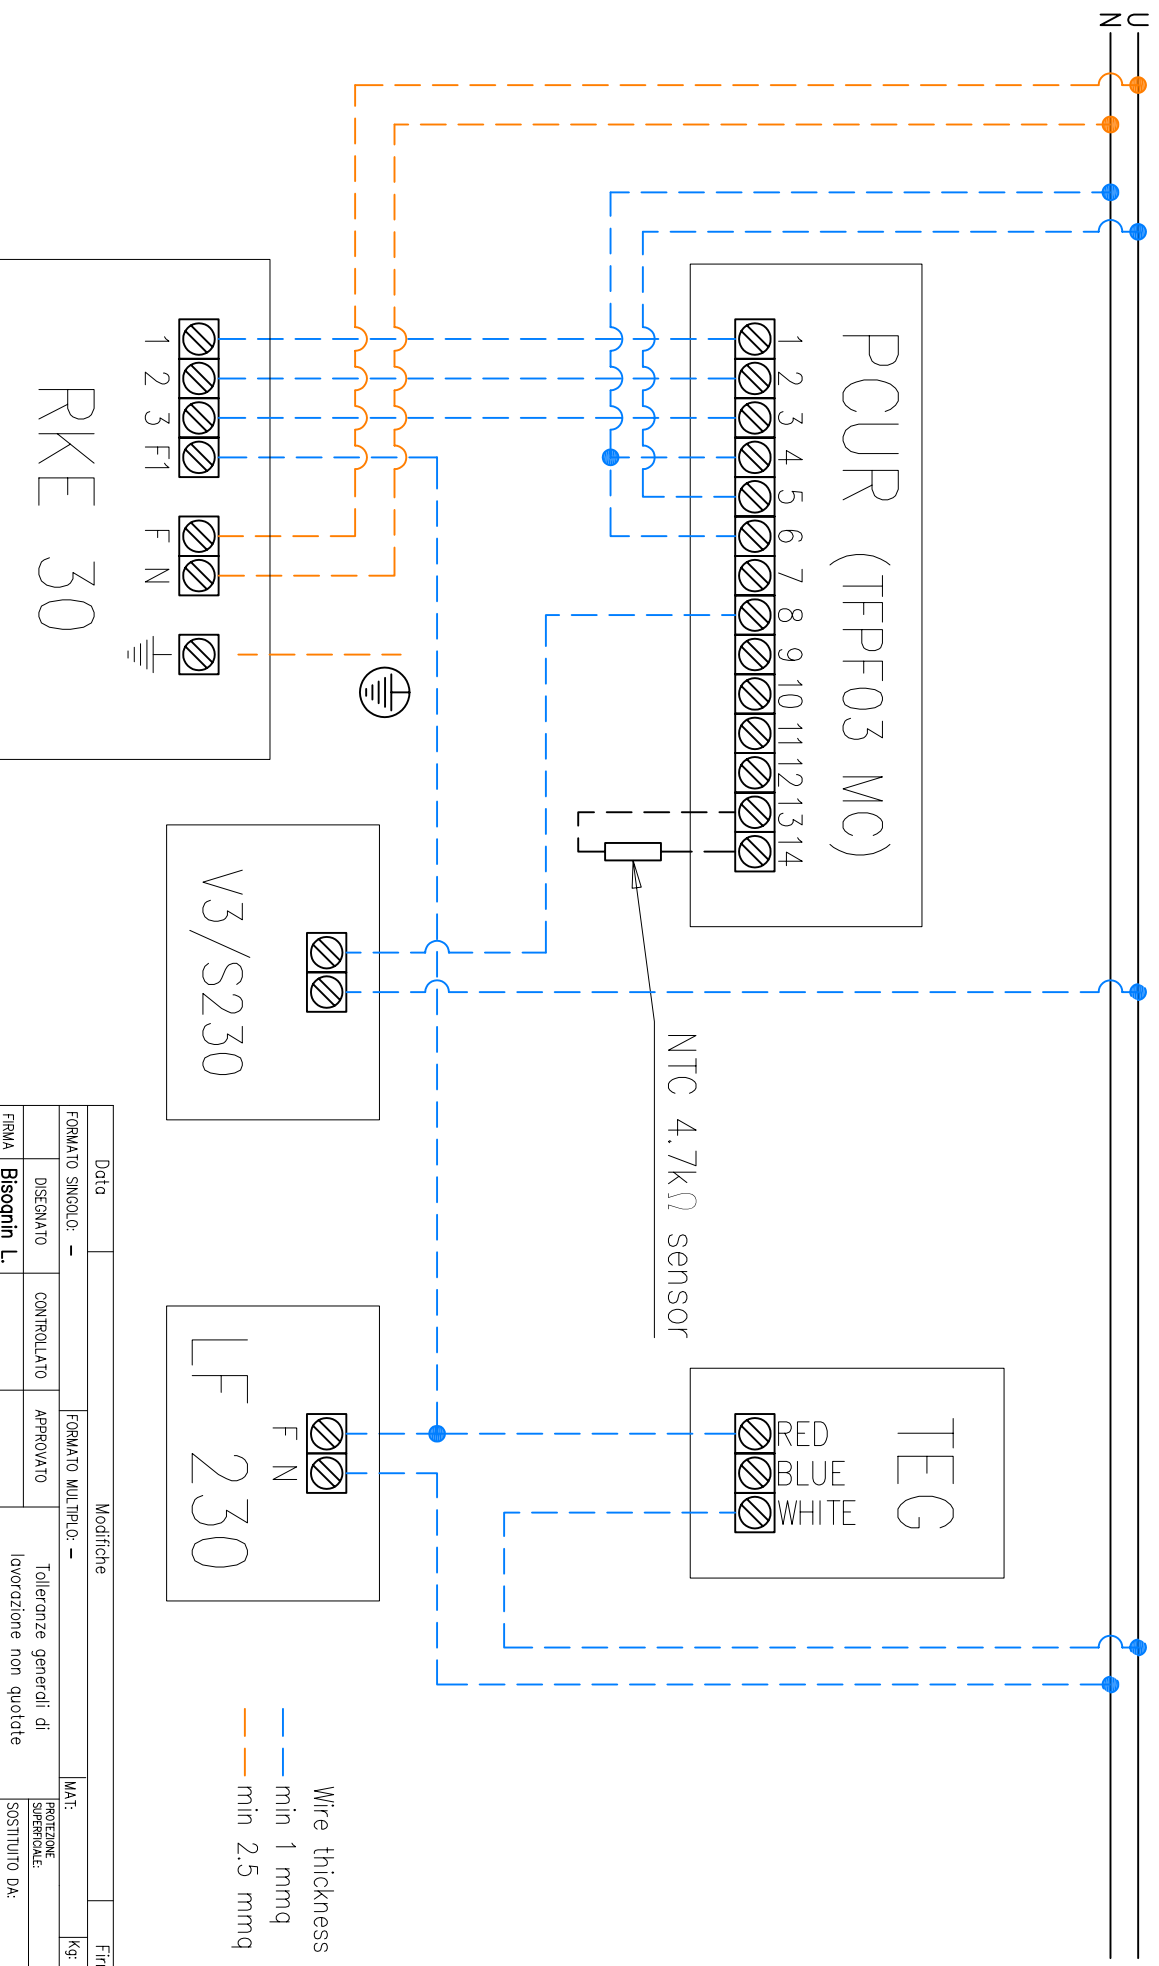 U
N
PCUR (TFPF03 MC)
1 2 3 4 5 6 7 8 9 10 11 12 13 14
NTC 4.7kΩ sensor
TEG
RED
BLUE
WHITE
1 2 3 F1 F N
RKE 30
V3/S230
F N
LF 230
Wire thickness
min 1 mmq
min 2.5 mmq
Data Modifiche
FORMATO SINGOLO: - FORMATO MULTIPLO: - MAT: Kg:
DISEGNATO CONTROLLATO APPROVATO
Tolleranze generali di
lavorazione non quotate
PROTEZIONE
SUPERFICIALE:
FIRMA Bisognin L.
SOSTITUITO DA: